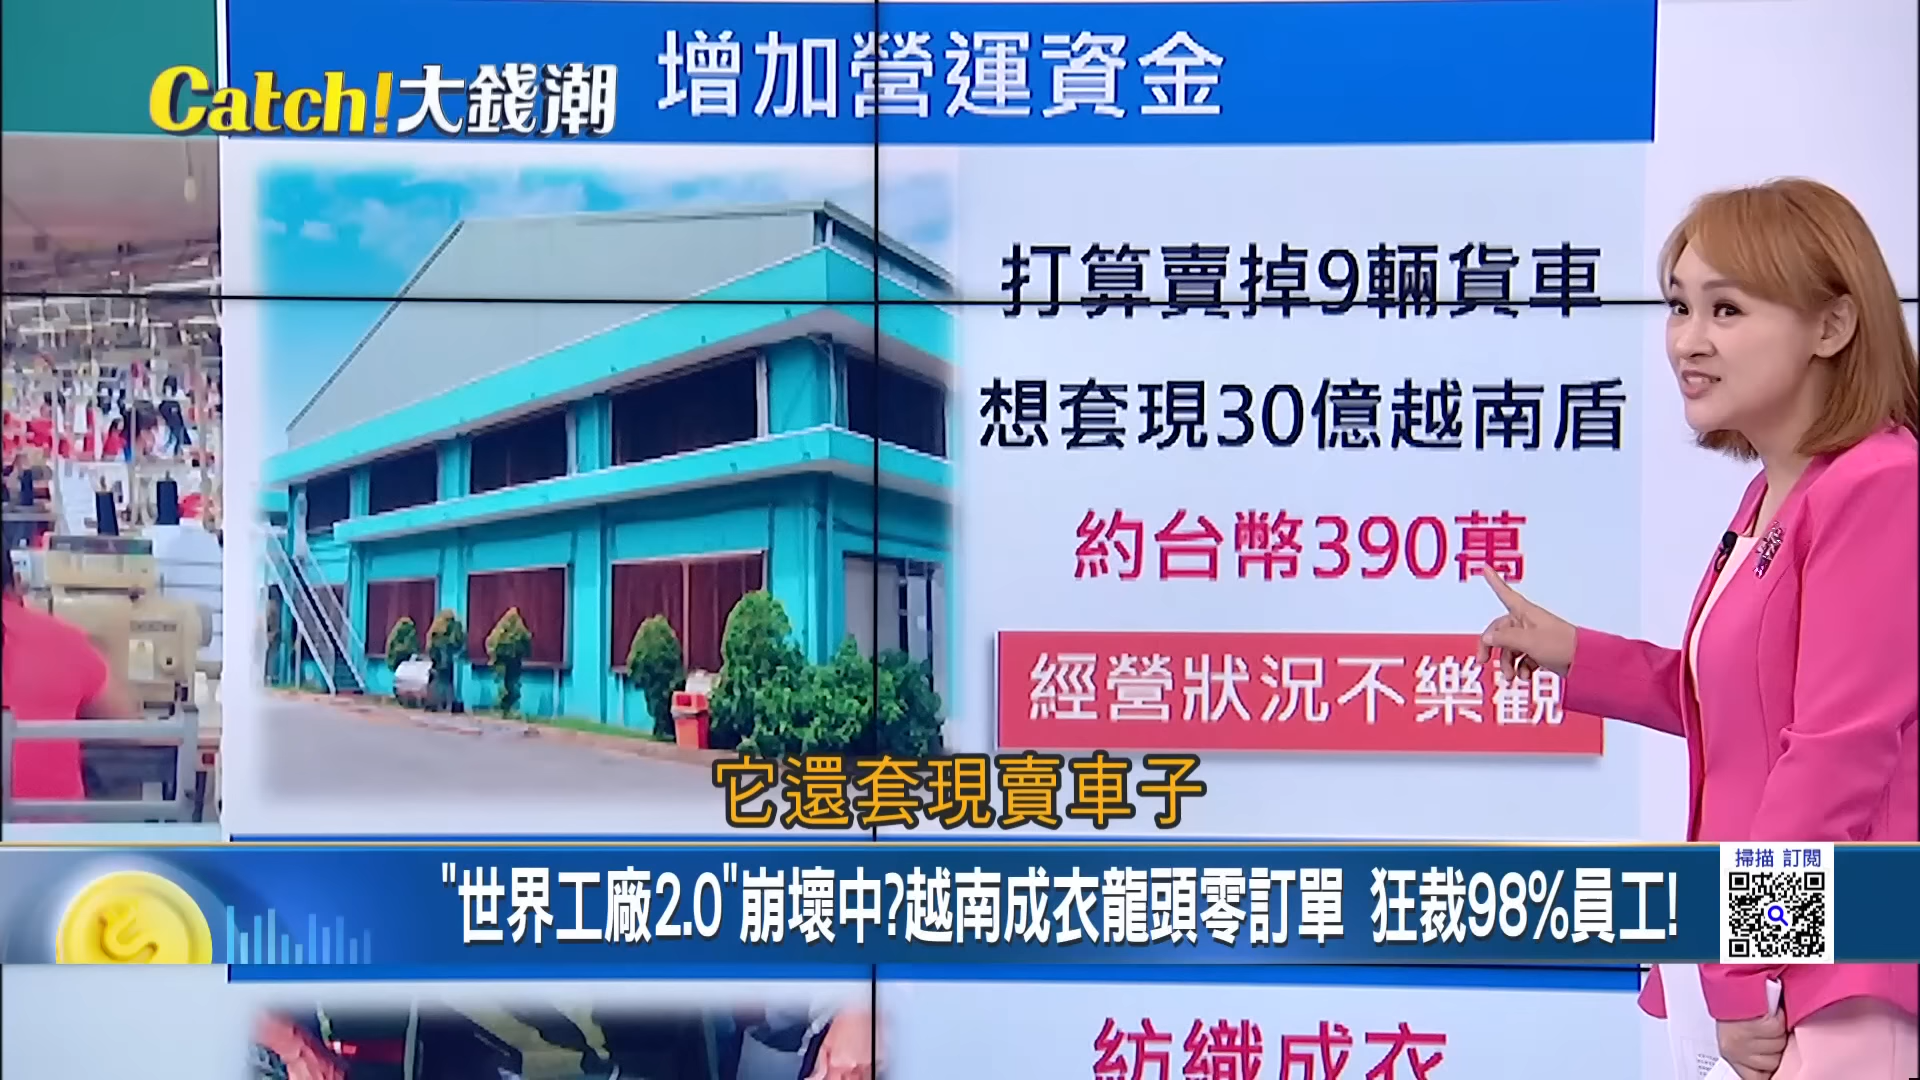 增加營運資金
Catch!大錢潮
打算賣掉9輛貨車
想套現30億越南盾
約台幣390萬
經營狀況不樂觀
它還套現賣車子
掃描 訂閱
"世界工廠2.0"崩壞中?越南成衣龍頭零訂單 狂裁98%員工!
紡織成衣